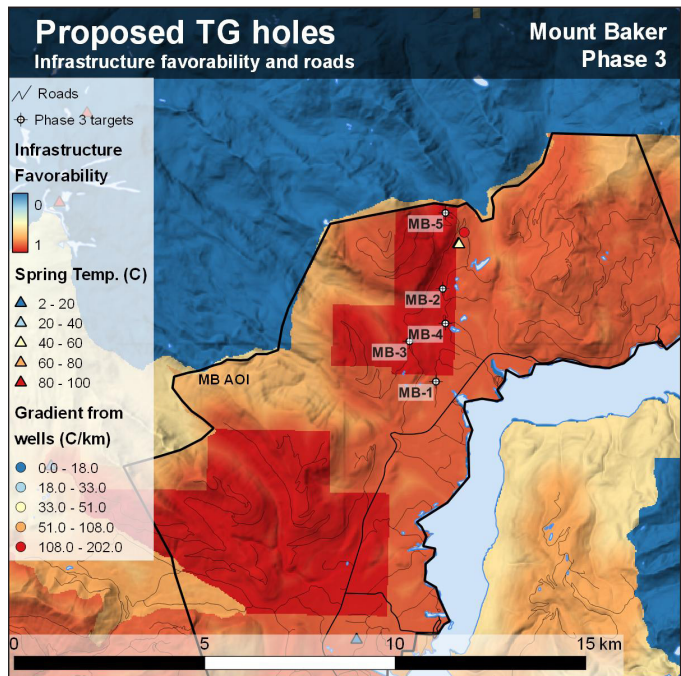 Proposed TG holes
Infrastructure favorability and roads
Mount Baker
Phase 3
Roads
Phase 3 targets
Infrastructure
Favorability
0
1
Spring Temp. (C)
2 - 20
20 - 40
40 - 60
60 - 80
80 - 100
Gradient from
wells (C/km)
0.0 - 18.0
18.0 - 33.0
33.0 - 51.0
51.0 - 108.0
108.0 - 202.0
MB-5
MB-2
MB-4
MB-3
MB-1
MB AOI
0 5 10 15 km